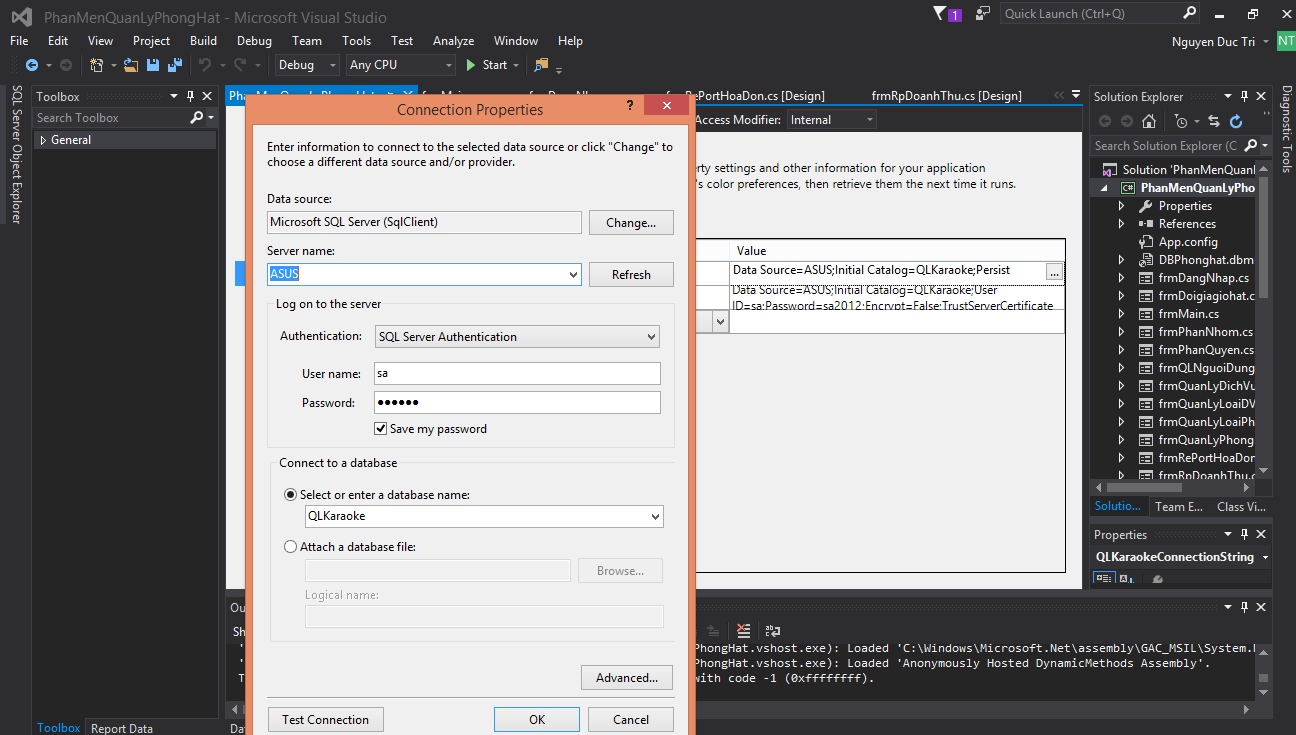 PhanMenQuanLyPhongHat - Microsoft Visual Studio
1
Quick Launch (Ctrl+Q)
File Edit View Project Build Debug Team Tools Test Analyze Window Help
Nguyen Duc Tri
NT
Debug
Any CPU
Start
SQL Server Object Explorer
Toolbox
Search Toolbox
General
Toolbox
Report Data
Connection Properties
?
Enter information to connect to the selected data source or click "Change" to
choose a different data source and/or provider.
Data source:
Microsoft SQL Server (SqlClient)
Change...
Server name:
ASUS
Refresh
Log on to the server
Authentication:
SQL Server Authentication
User name:
sa
Password:
●●●●●●
Save my password
Connect to a database
Select or enter a database name:
QLKaraoke
Attach a database file:
Browse...
Logical name:
Advanced...
Test Connection
OK
Cancel
RePortHoaDon.cs [Design]
frmRpDoanhThu.cs [Design]
Access Modifier:
Internal
rty settings and other information for your application
's color preferences, then retrieve them the next time it runs.
Value
Data Source=ASUS;Initial Catalog=QLKaraoke;Persist
...
Data Source=ASUS;Initial Catalog=QLKaraoke;User
ID=sa;Password=sa2012;Encrypt=False;TrustServerCertificate
PhongHat.vshost.exe): Loaded 'C:\Windows\Microsoft.Net\assembly\GAC_MSIL\System.
PhongHat.vshost.exe): Loaded 'Anonymously Hosted DynamicMethods Assembly'.
with code -1 (0xffffffff).
Solution Explorer
Search Solution Explorer (C
Solution 'PhanMenQuanl
PhanMenQuanLyPho
Properties
References
App.config
DBPhonghat.dbm
frmDangNhap.cs
frmDoigiagiohat.c
frmMain.cs
frmPhanNhom.cs
frmPhanQuyen.cs
frmQLNguoiDung
frmQuanLyDichVu
frmQuanLyLoaiDV
frmQuanLyLoaiPh
frmQuanLyPhong
frmRePortHoaDon
frmRpDoanhThu.cs
Solutio... Team E... Class Vi...
Properties
QLKaraokeConnectionString
Diagnostic Tools